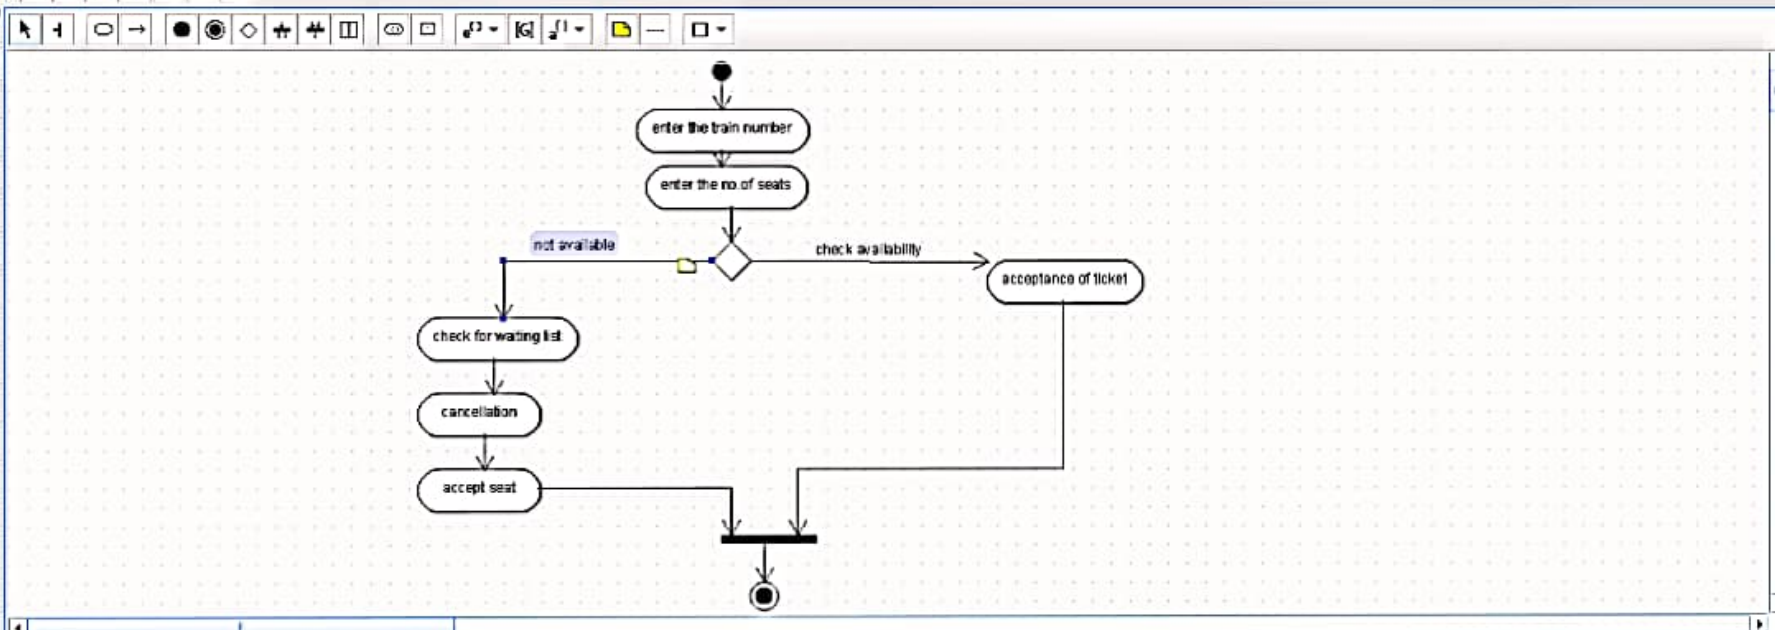 enter the train number
enter the no.of seats
not available
check availability
acceptance of ticket
check for waiting list
cancellation
accept seat